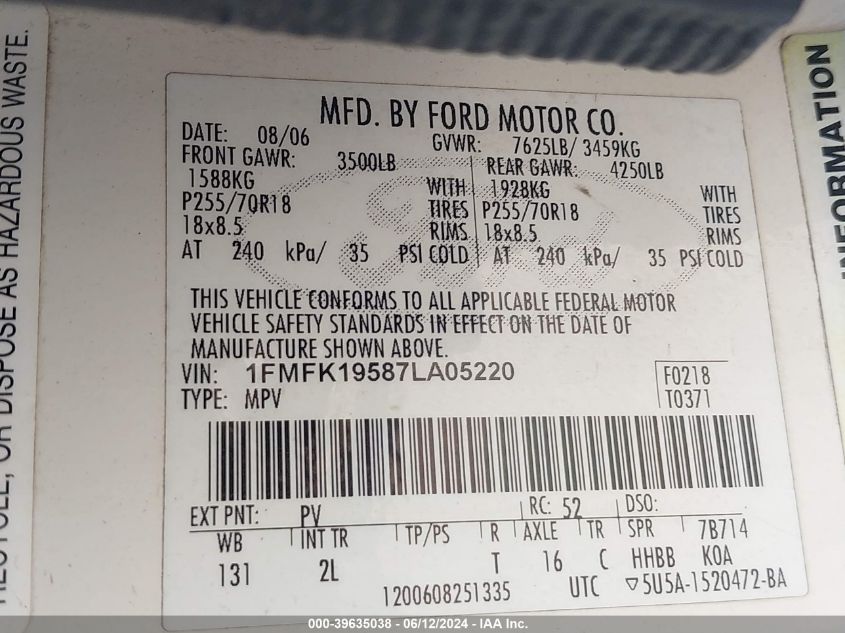 MFD. BY FORD MOTOR CO.
DATE: 08/06 GVWR: 7625LB/ 3459KG
FRONT GAWR: 3500LB REAR GAWR: 4250LB
1588KG WITH 1928KG WITH
P255/70R18 TIRES P255/70R18 TIRES
18x8.5 RIMS 18x8.5 RIMS
AT 240 kPa/ 35 PSI COLD AT 240 kPa/ 35 PSI COLD
THIS VEHICLE CONFORMS TO ALL APPLICABLE FEDERAL MOTOR
VEHICLE SAFETY STANDARDS IN EFFECT ON THE DATE OF
MANUFACTURE SHOWN ABOVE.
VIN: 1FMFK19587LA05220 F0218
TYPE: MPV T0371
EXT PNT: PV RC: 52 DSO:
WB INT TR TP/PS R AXLE TR SPR 7B714
131 2L T 16 C HHBB K0A
1200608251335 UTC ▽5U5A-1520472-BA
OR DISPOSE AS HAZARDOUS WASTE.
INFORMATION
Ford
000-39635038 - 06/12/2024 - IAA Inc.